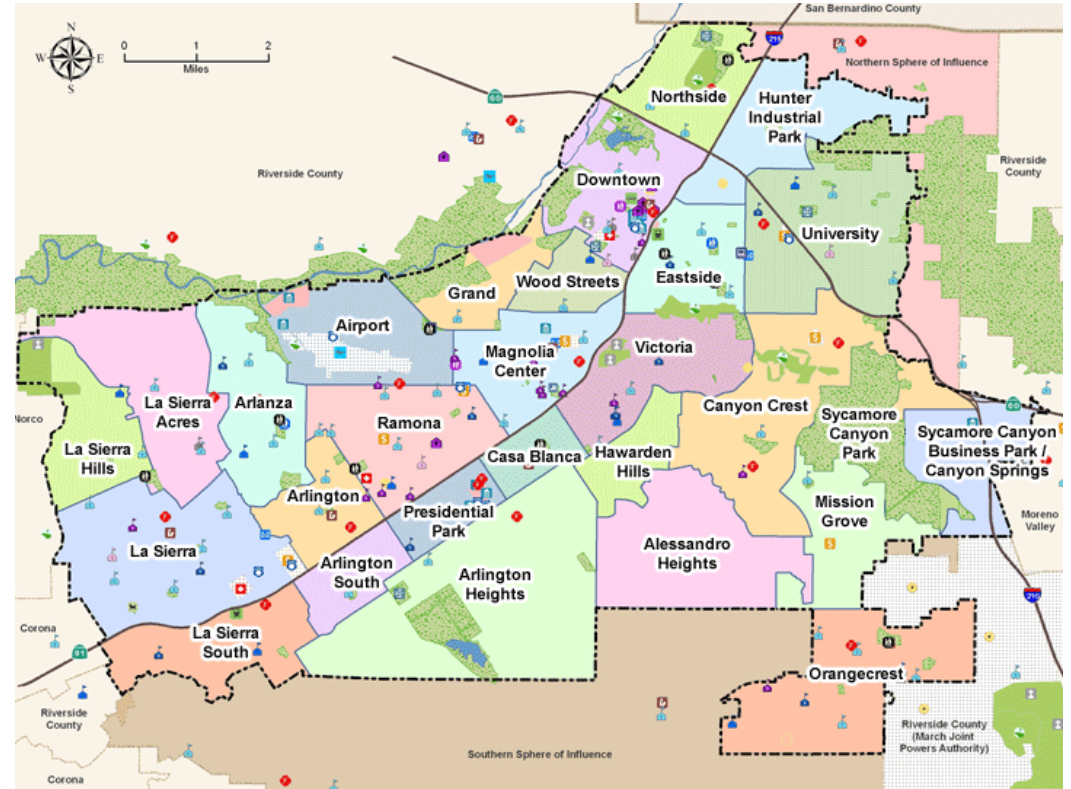 San Bernardino County
N
W E
S
0 1 2
Miles
215
60
Northern Sphere of Influence
Northside
Hunter
Industrial
Park
Riverside County
Riverside
County
Downtown
University
Wood Streets
Eastside
Grand
Airport
Magnolia
Center
Victoria
La Sierra
Acres
Arlanza
Ramona
Canyon Crest
60
Norco
La Sierra
Hills
Casa Blanca
Hawarden
Hills
Sycamore
Canyon
Park
Sycamore Canyon
Business Park /
Canyon Springs
Arlington
Presidential
Park
Mission
Grove
Moreno
Valley
La Sierra
Arlington
South
Arlington
Heights
Alessandro
Heights
215
Corona
91
La Sierra
South
Orangecrest
Riverside
County
Riverside County
(March Joint
Powers Authority)
Southern Sphere of Influence
Corona